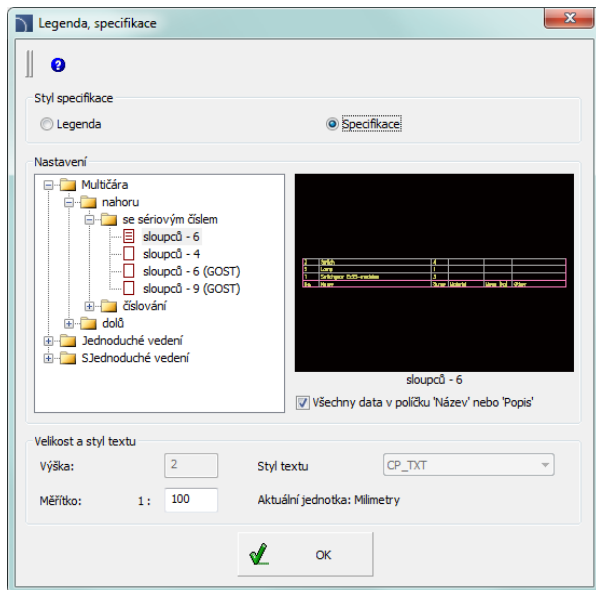 Legenda, specifikace
Styl specifikace
Legenda
Specifikace
Nastavení
Multičára
nahoru
se sériovým číslem
sloupců - 6
sloupců - 4
sloupců - 6 (GOST)
sloupců - 9 (GOST)
číslování
dolů
Jednoduché vedení
SJednoduché vedení
sloupců - 6
Všechny data v políčku 'Název' nebo 'Popis'
Velikost a styl textu
Výška: 2 Styl textu CP_TXT
Měřítko: 1 : 100 Aktuální jednotka: Milimetry
OK